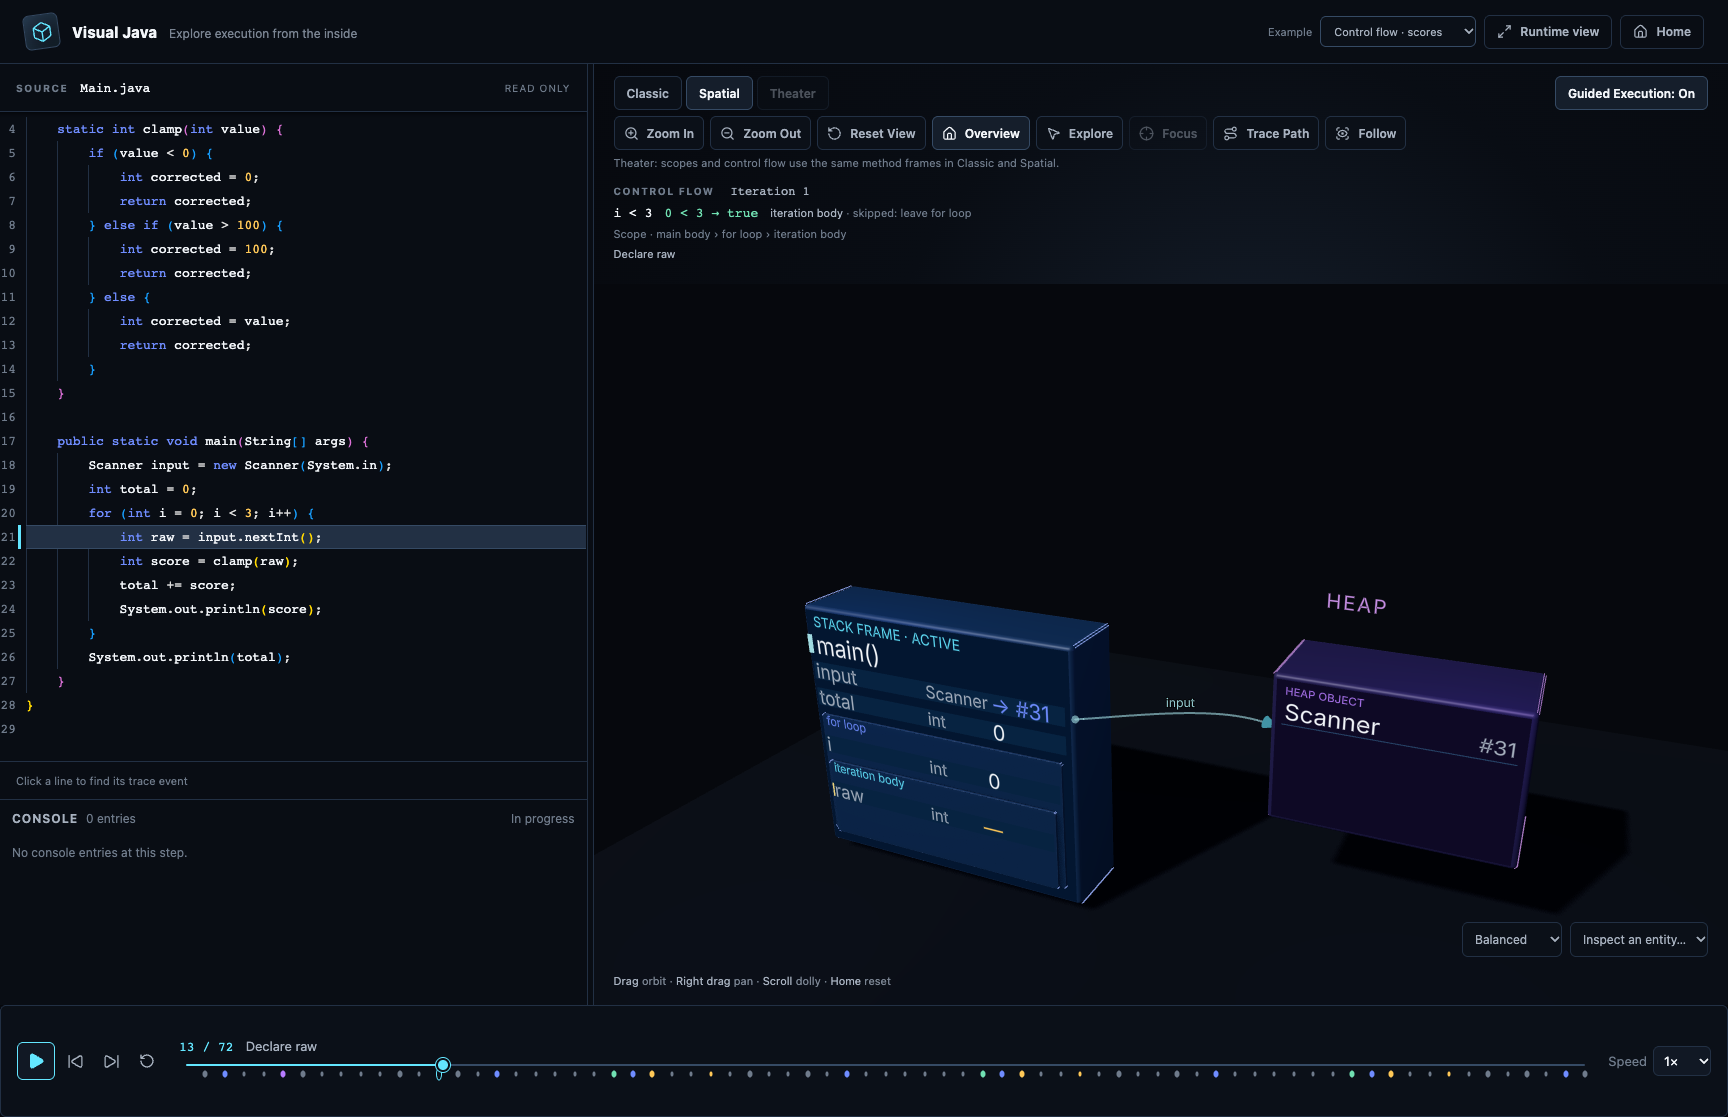 Visual Java Explore execution from the inside
Example Control flow · scores Runtime view Home
SOURCE Main.java READ ONLY
4 static int clamp(int value) {
5 if (value < 0) {
6 int corrected = 0;
7 return corrected;
8 } else if (value > 100) {
9 int corrected = 100;
10 return corrected;
11 } else {
12 int corrected = value;
13 return corrected;
14 }
15 }
16
17 public static void main(String[] args) {
18 Scanner input = new Scanner(System.in);
19 int total = 0;
20 for (int i = 0; i < 3; i++) {
21 int raw = input.nextInt();
22 int score = clamp(raw);
23 total += score;
24 System.out.println(score);
25 }
26 System.out.println(total);
27 }
28 }
29
Click a line to find its trace event
CONSOLE 0 entries In progress
No console entries at this step.
Classic Spatial Theater Guided Execution: On
Zoom In Zoom Out Reset View Overview Explore Focus Trace Path Follow
Theater: scopes and control flow use the same method frames in Classic and Spatial.
CONTROL FLOW Iteration 1
i < 3 0 < 3 → true iteration body · skipped: leave for loop
Scope · main body › for loop › iteration body
Declare raw
STACK FRAME · ACTIVE
main()
input Scanner → #31
total int 0
for loop
i int 0
iteration body
raw int —
input
HEAP
HEAP OBJECT
Scanner
#31
Balanced Inspect an entity...
Drag orbit · Right drag pan · Scroll dolly · Home reset
13 / 72 Declare raw
Speed 1×